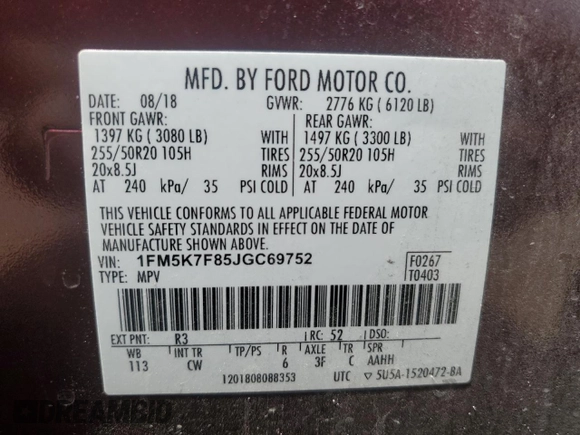 MFD. BY FORD MOTOR CO.
DATE: 08/18 GVWR: 2776 KG ( 6120 LB)
FRONT GAWR: REAR GAWR:
1397 KG ( 3080 LB) WITH 1497 KG ( 3300 LB) WITH
255/50R20 105H TIRES 255/50R20 105H TIRES
20x8.5J RIMS 20x8.5J RIMS
AT 240 kPa/ 35 PSI COLD AT 240 kPa/ 35 PSI COLD
THIS VEHICLE CONFORMS TO ALL APPLICABLE FEDERAL MOTOR
VEHICLE SAFETY STANDARDS IN EFFECT ON THE DATE OF
MANUFACTURE SHOWN ABOVE.
VIN: 1FM5K7F85JGC69752 F0267
TYPE: MPV T0403
EXT PNT: R3 RC: 52 DSO:
WB INT TR TP/PS R AXLE TR SPR
113 CW 6 3F C AAHH
1201808088353 UTC ▽ 5U5A-1520472-BA
DREAMBID